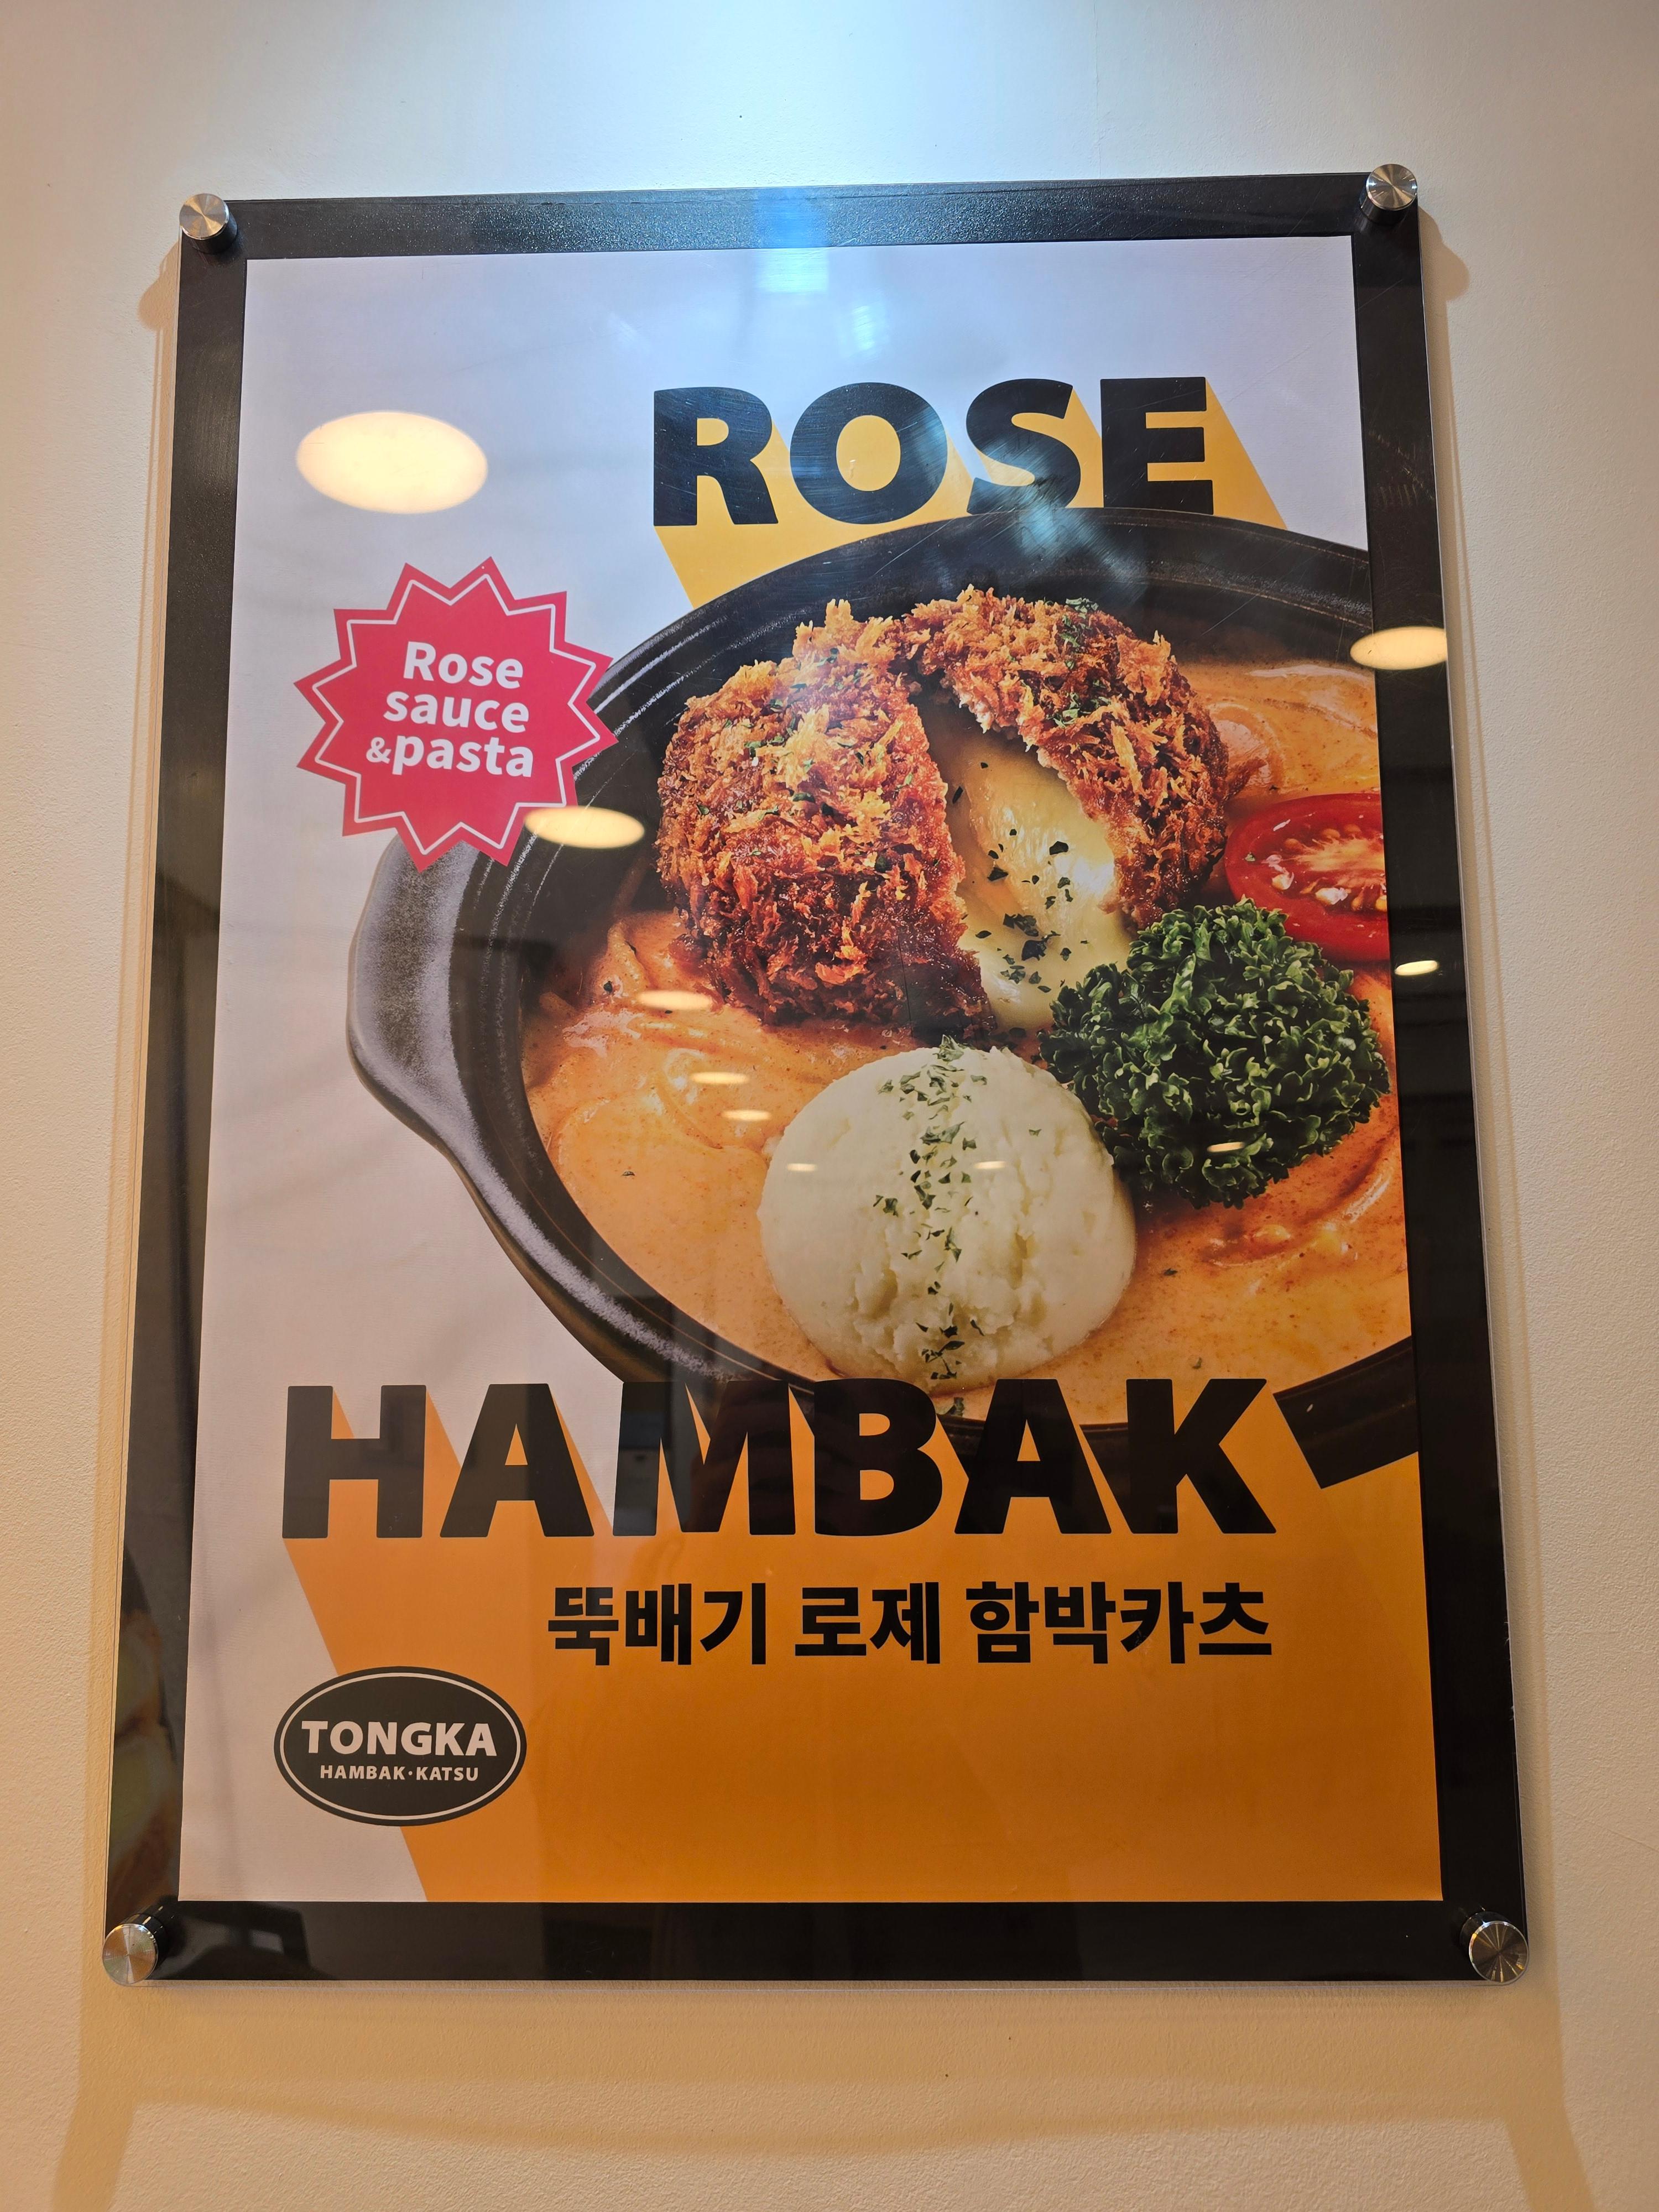 ROSE
Rose
sauce
&pasta
HAMBAK
뚝배기 로제 함박카츠
TONGKA
HAMBAK·KATSU